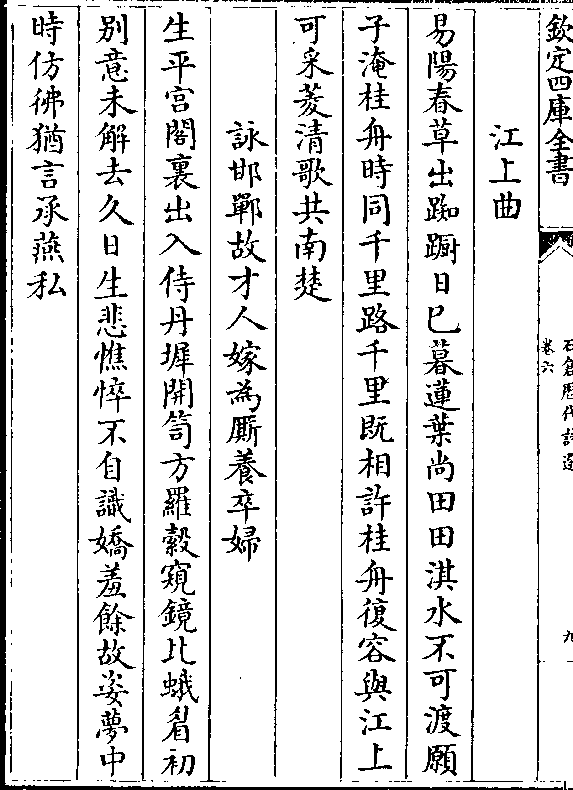 欽定四庫全書
石倉歷代詩選
卷六
九
江上曲
易陽春草出踟躕日已暮蓮葉尚田田淇水不可渡願
子淹桂舟時同千里路千里既相許桂舟復容與江上
可采菱清歌共南楚
詠邯鄲故才人嫁為厮養卒婦
生平宮閣裏出入侍丹墀開笥方羅縠窺鏡比蛾眉初
別意未解去久日生悲憔悴不自識嬌羞餘故姿夢中
時仿彿猶言承燕私